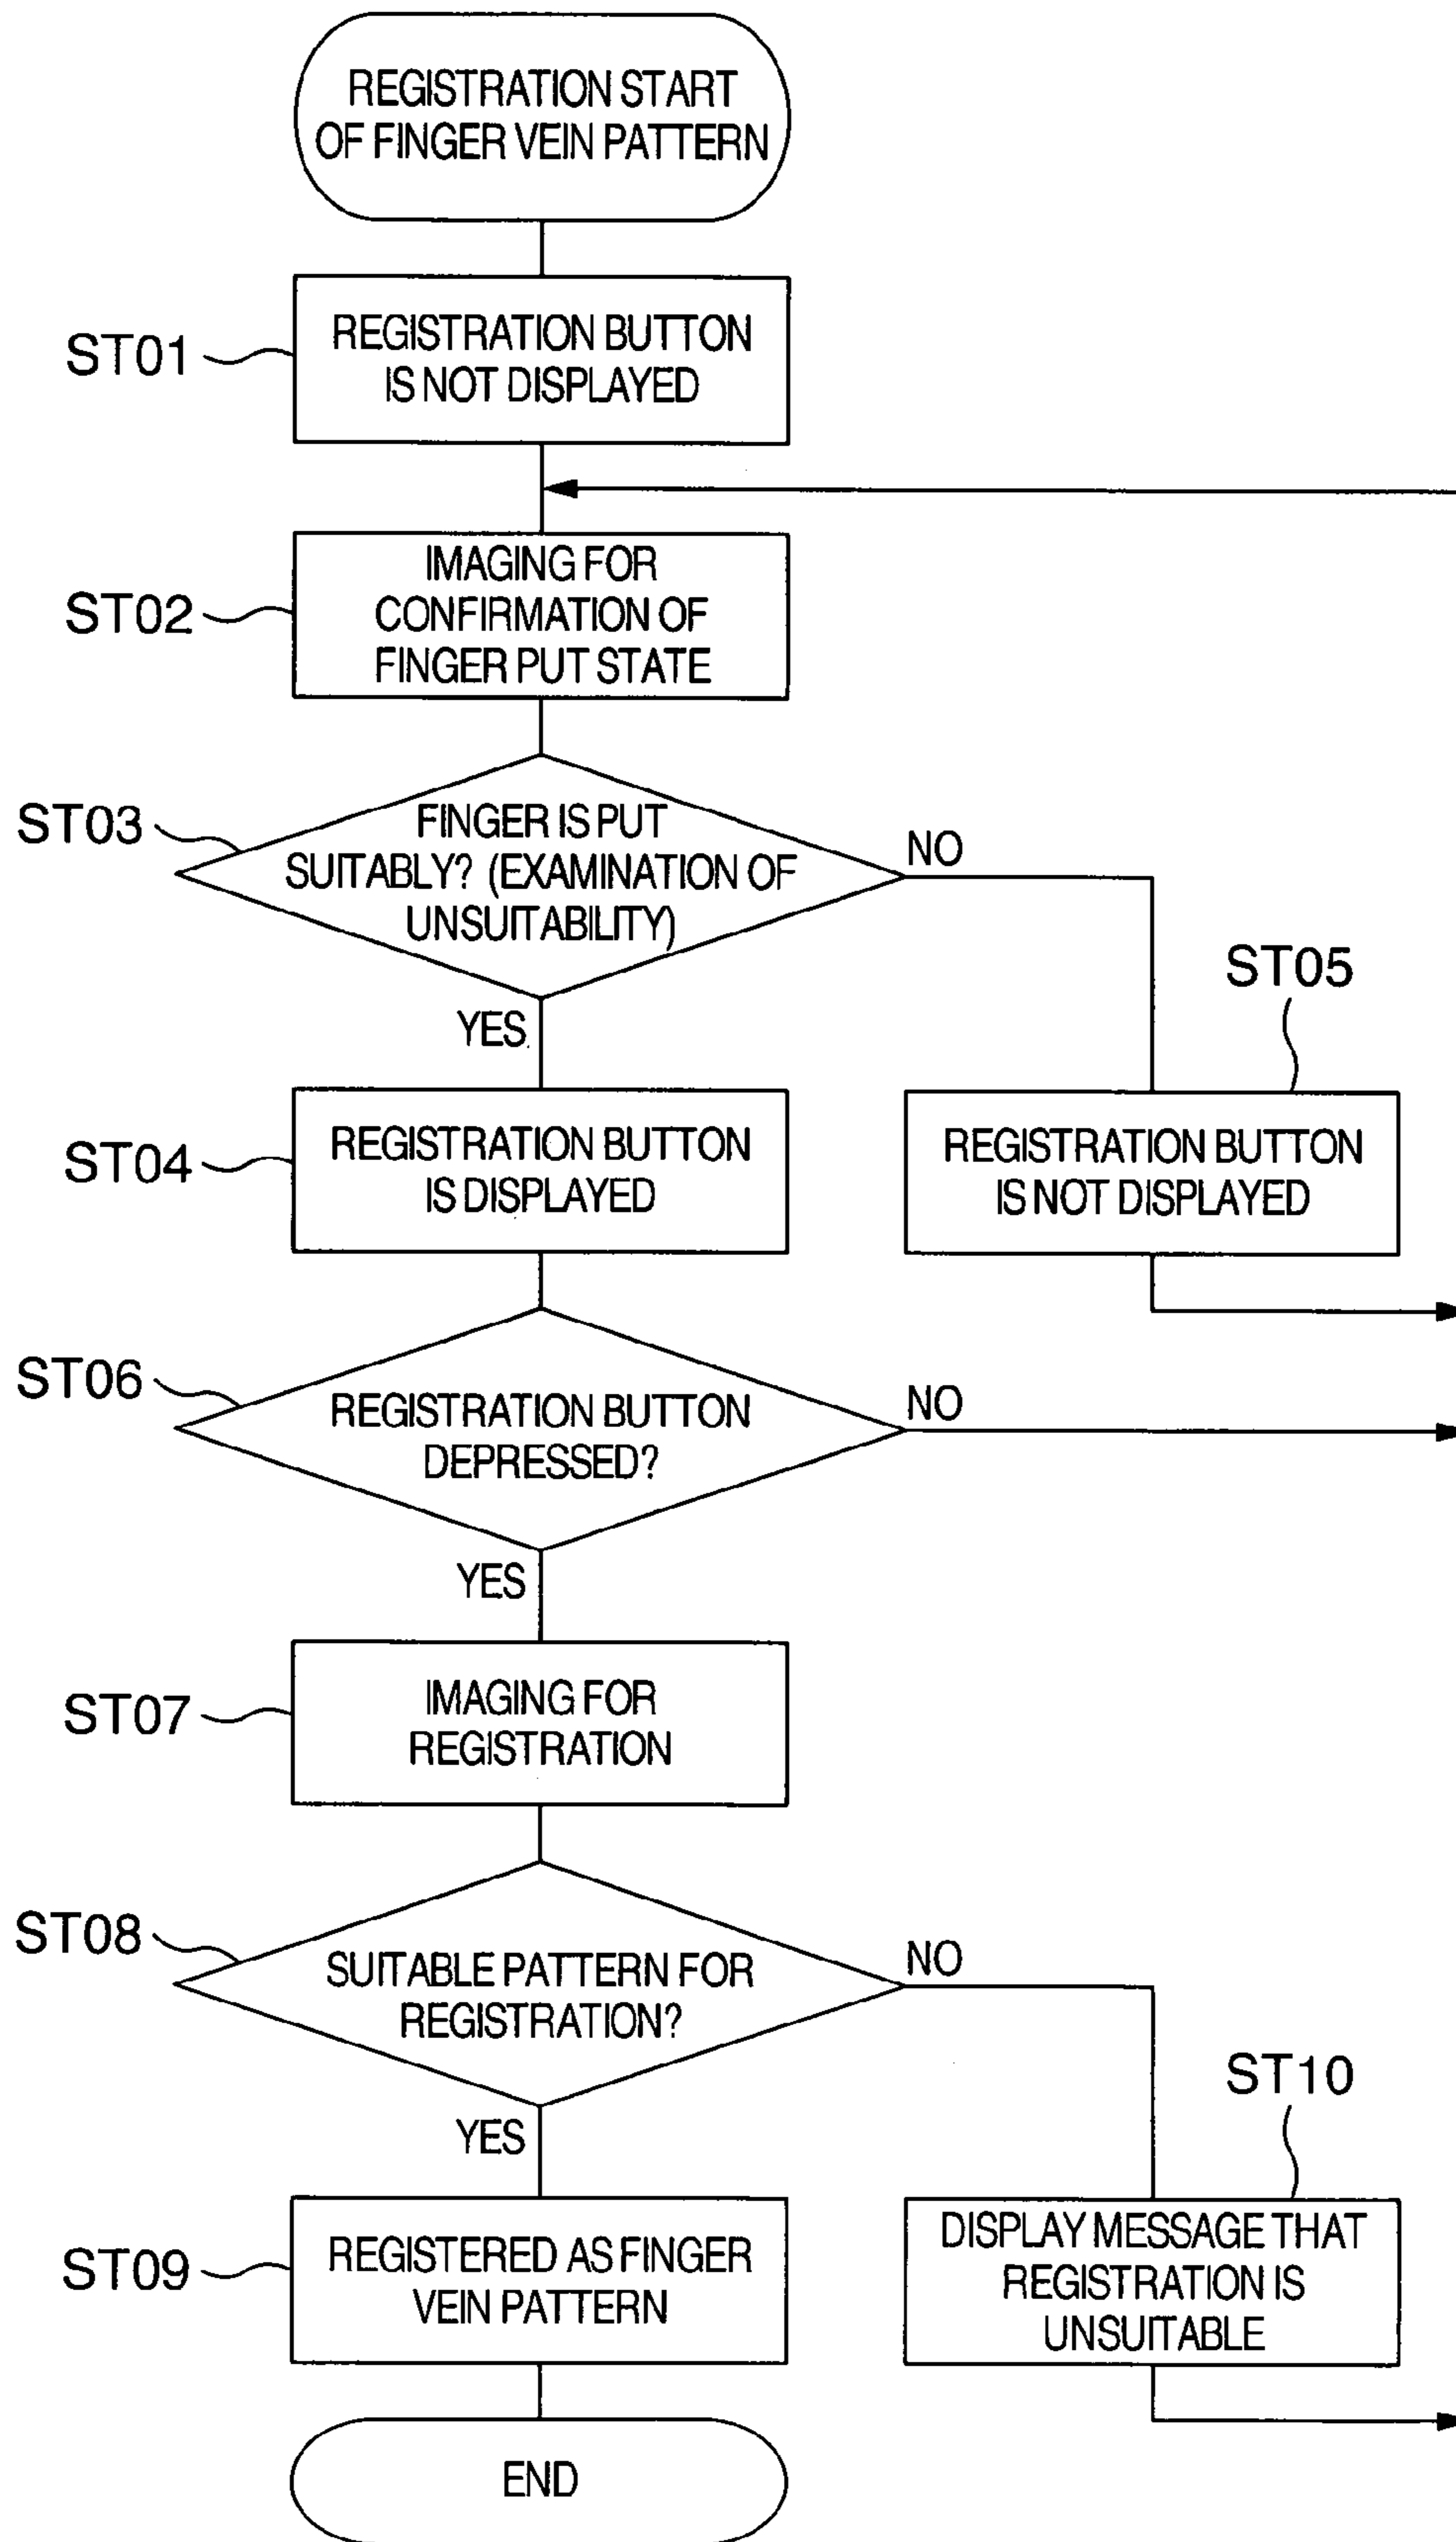 REGISTRATION START
OF FINGER VEIN PATTERN
ST01
REGISTRATION BUTTON
IS NOT DISPLAYED
ST02
IMAGING FOR
CONFIRMATION OF
FINGER PUT STATE
ST03
FINGER IS PUT
SUITABLY? (EXAMINATION OF
UNSUITABILITY)
NO
YES
ST05
ST04
REGISTRATION BUTTON
IS DISPLAYED
REGISTRATION BUTTON
IS NOT DISPLAYED
ST06
REGISTRATION BUTTON
DEPRESSED?
NO
YES
ST07
IMAGING FOR
REGISTRATION
ST08
SUITABLE PATTERN FOR
REGISTRATION?
NO
YES
ST10
ST09
REGISTERED AS FINGER
VEIN PATTERN
DISPLAY MESSAGE THAT
REGISTRATION IS
UNSUITABLE
END